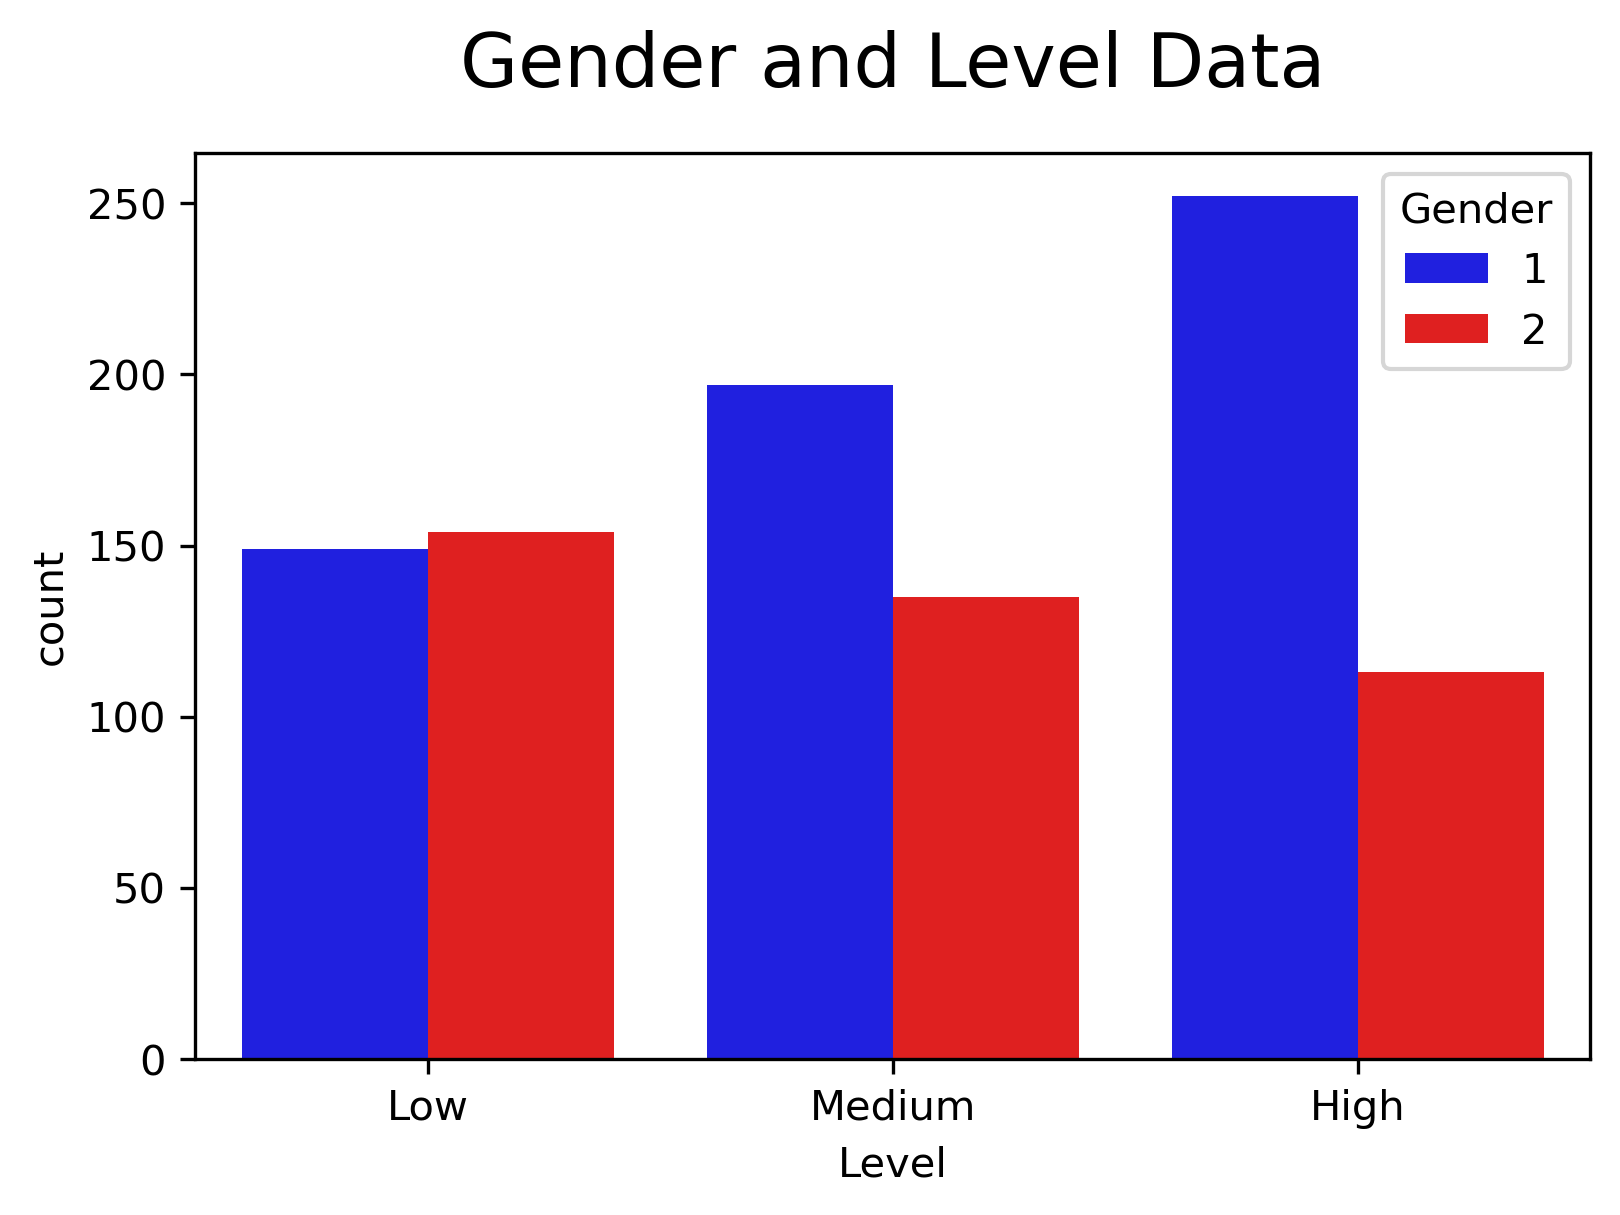 Gender and Level Data
250
200
150
100
50
0
count
Gender
1
2
Low
Medium
High
Level